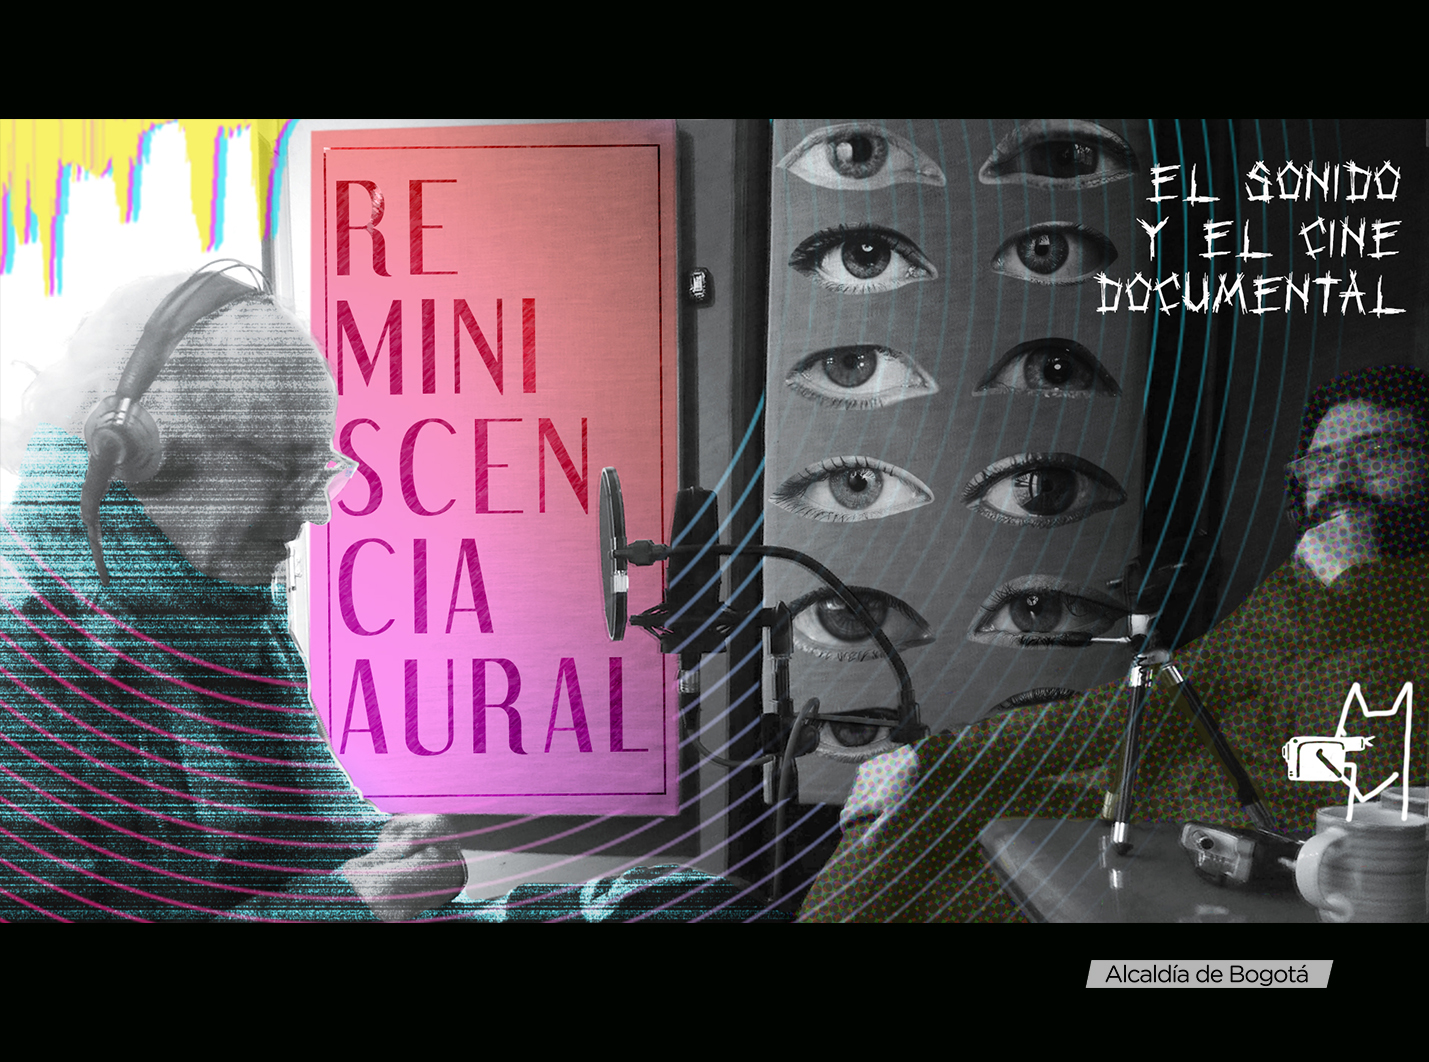 RE
MINI
SCEN
CIA
AURAL
EL SONIDO
Y EL CINE
DOCUMENTAL
Alcaldía de Bogotá